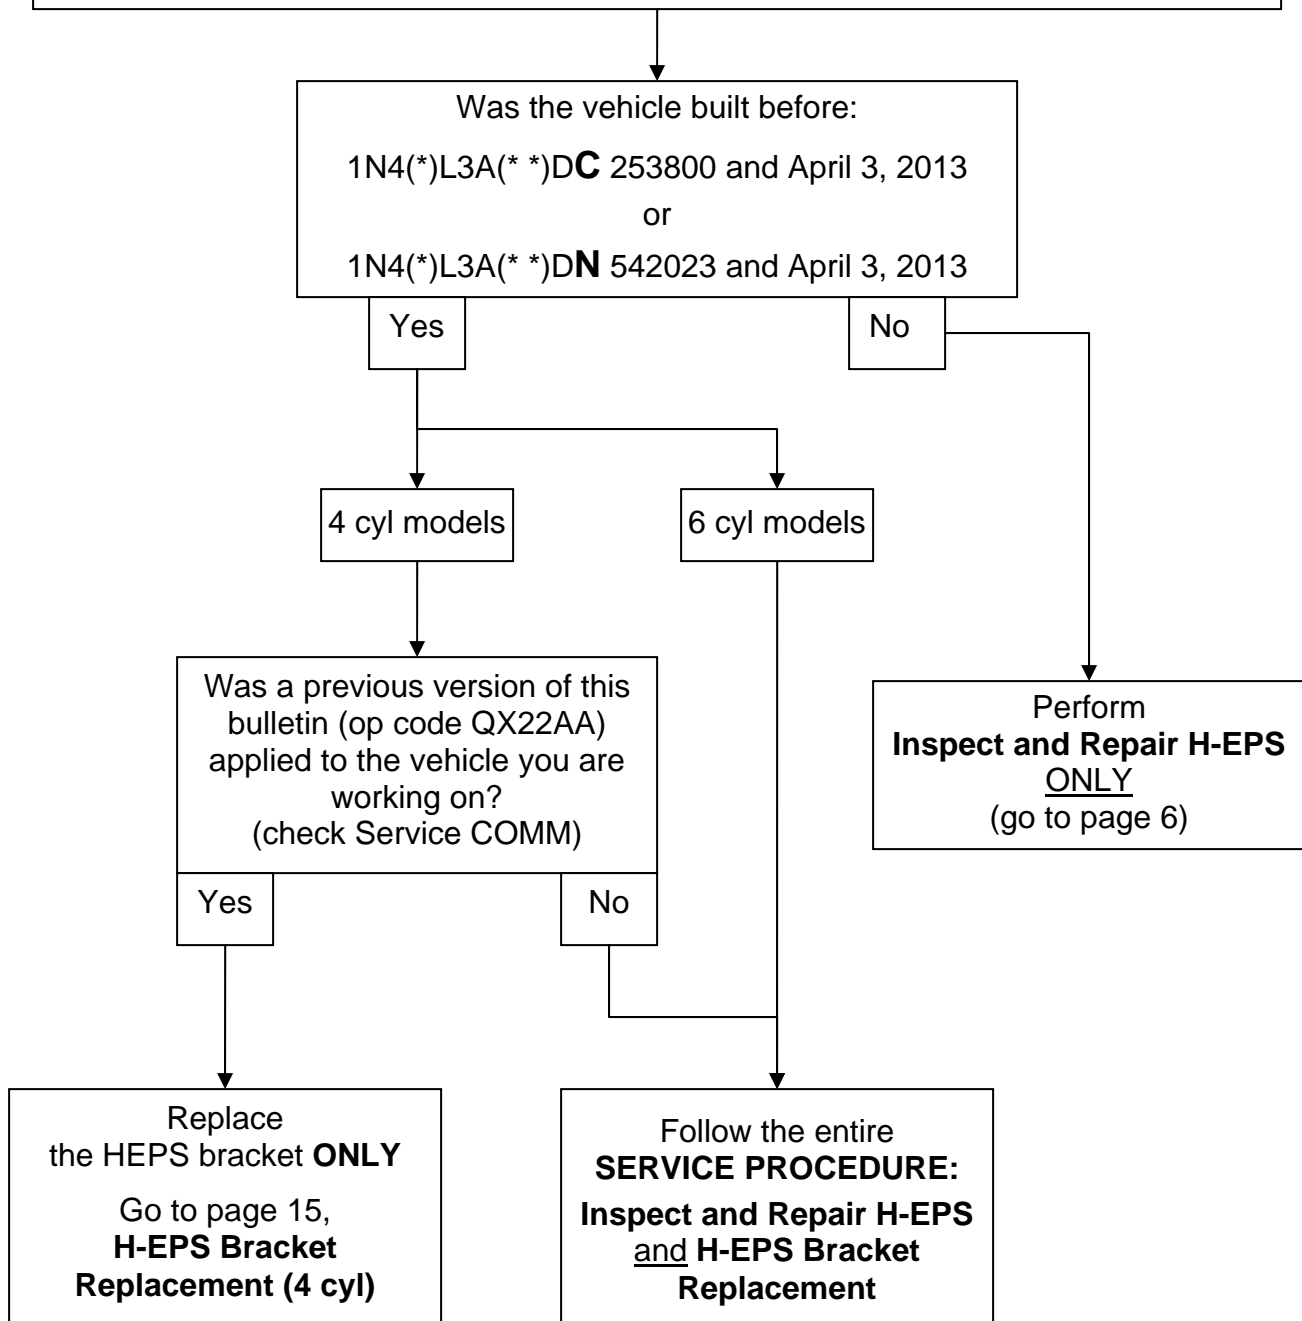 Was the vehicle built before:
1N4(*)L3A(* *)DC 253800 and April 3, 2013
or
1N4(*)L3A(* *)DN 542023 and April 3, 2013
Yes
No
4 cyl models
6 cyl models
Was a previous version of this
bulletin (op code QX22AA)
applied to the vehicle you are
working on?
(check Service COMM)
Yes
No
Perform
Inspect and Repair H-EPS
ONLY
(go to page 6)
Replace
the HEPS bracket ONLY
Go to page 15,
H-EPS Bracket
Replacement (4 cyl)
Follow the entire
SERVICE PROCEDURE:
Inspect and Repair H-EPS
and H-EPS Bracket
Replacement